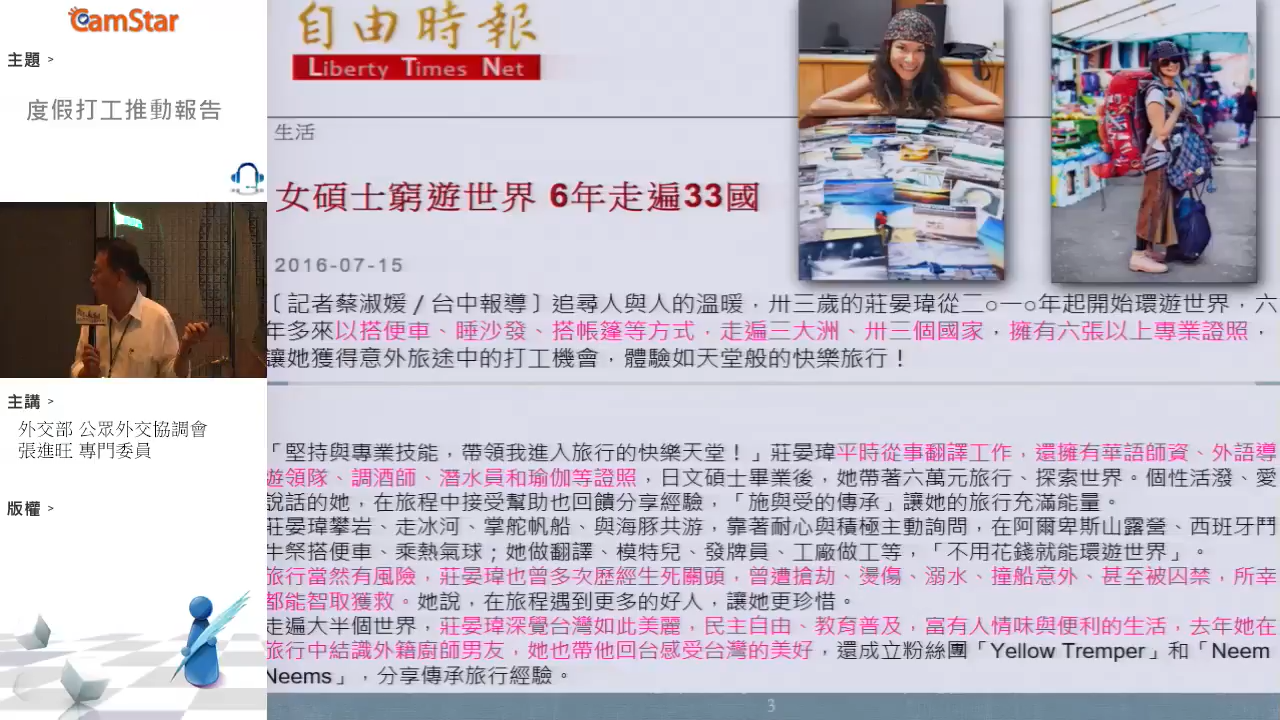 CamStar
主題 >
度假打工推動報告
主講 >
外交部 公眾外交協調會
張進旺 專門委員
版權 >
自由時報
Liberty Times Net
生活
女碩士窮遊世界 6年走遍33國
2016-07-15
〔記者蔡淑媛/台中報導〕追尋人與人的溫暖，卅三歲的莊晏瑋從二○一○年起開始環遊世界，六
年多來以搭便車、睡沙發、搭帳篷等方式，走遍三大洲、卅三個國家，擁有六張以上專業證照，
讓她獲得意外旅途中的打工機會，體驗如天堂般的快樂旅行！
「堅持與專業技能，帶領我進入旅行的快樂天堂！」莊晏瑋平時從事翻譯工作，還擁有華語師資、外語導
遊領隊、調酒師、潛水員和瑜伽等證照，日文碩士畢業後，她帶著六萬元旅行、探索世界。個性活潑、愛
說話的她，在旅程中接受幫助也回饋分享經驗，「施與受的傳承」讓她的旅行充滿能量。
莊晏瑋攀岩、走冰河、掌舵帆船、與海豚共游，靠著耐心與積極主動詢問，在阿爾卑斯山露營、西班牙鬥
牛祭搭便車、乘熱氣球；她做翻譯、模特兒、發牌員、工廠做工等，「不用花錢就能環遊世界」。
旅行當然有風險，莊晏瑋也曾多次歷經生死關頭，曾遭搶劫、燙傷、溺水、撞船意外、甚至被囚禁，所幸
都能智取獲救。她說，在旅程遇到更多的好人，讓她更珍惜。
走遍大半個世界，莊晏瑋深覺台灣如此美麗，民主自由、教育普及，富有人情味與便利的生活，去年她在
旅行中結識外籍廚師男友，她也帶他回台感受台灣的美好，還成立粉絲團「Yellow Tremper」和「Neem
Neems」，分享傳承旅行經驗。
3